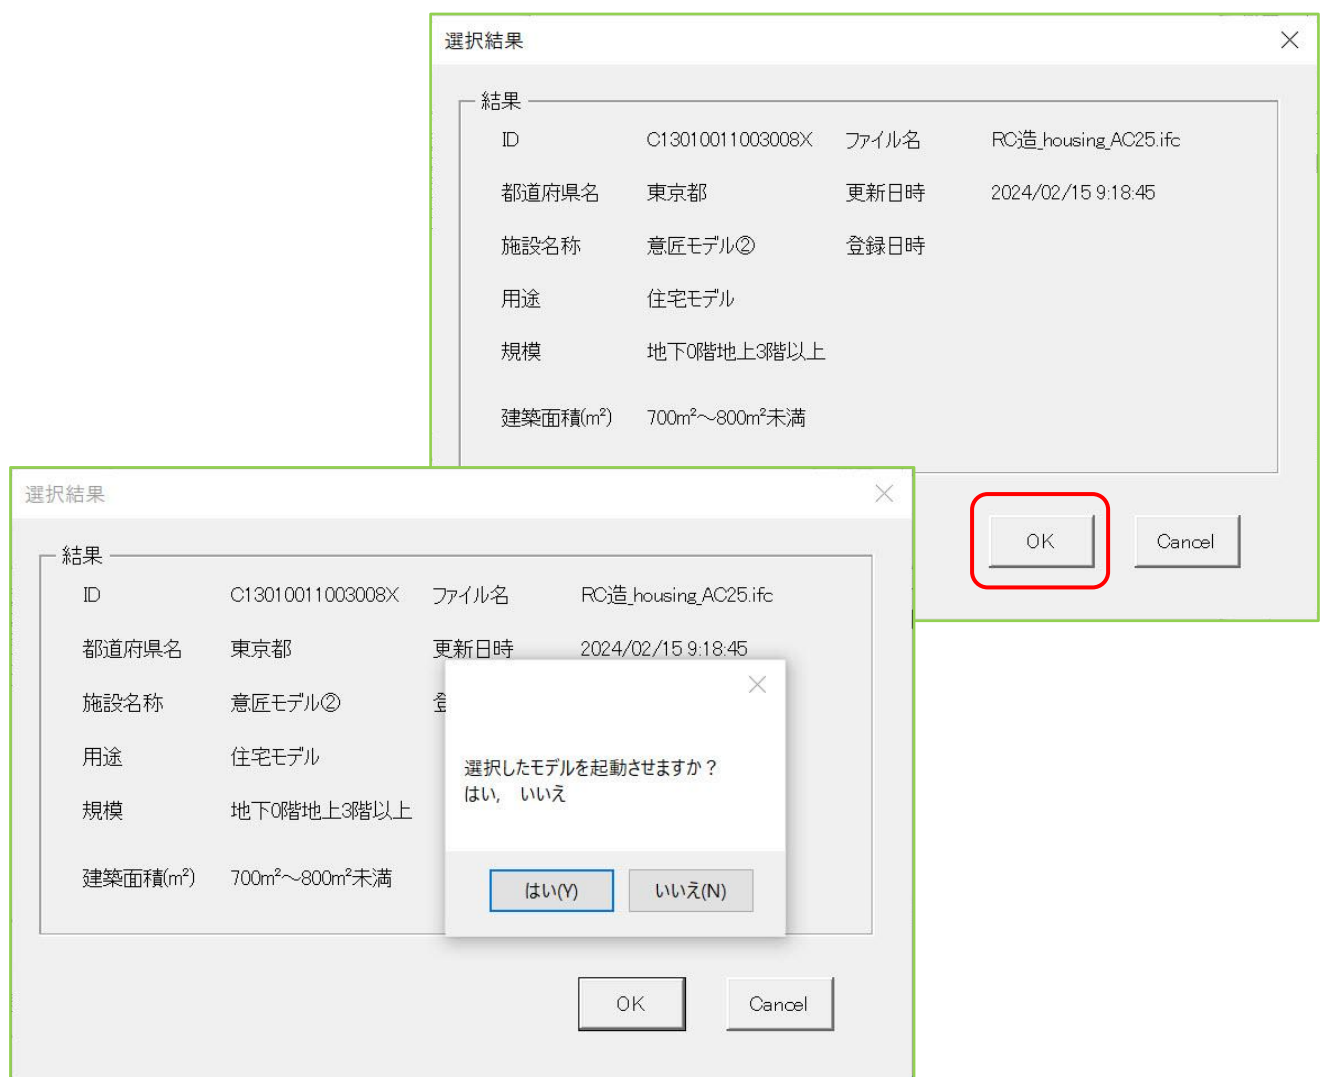 選択結果
結果
ID C13010011003008X ファイル名 RC造_housing_AC25.ifc
都道府県名 東京都 更新日時 2024/02/15 9:18:45
施設名称 意匠モデル② 登録日時
用途 住宅モデル
規模 地下0階地上3階以上
建築面積(m²) 700m²～800m²未満
OK Cancel
選択結果
結果
ID C13010011003008X ファイル名 RC造_housing_AC25.ifc
都道府県名 東京都 更新日時 2024/02/15 9:18:45
施設名称 意匠モデル②
用途 住宅モデル
規模 地下0階地上3階以上
建築面積(m²) 700m²～800m²未満
選択したモデルを起動させますか？
はい, いいえ
はい(Y) いいえ(N)
OK Cancel